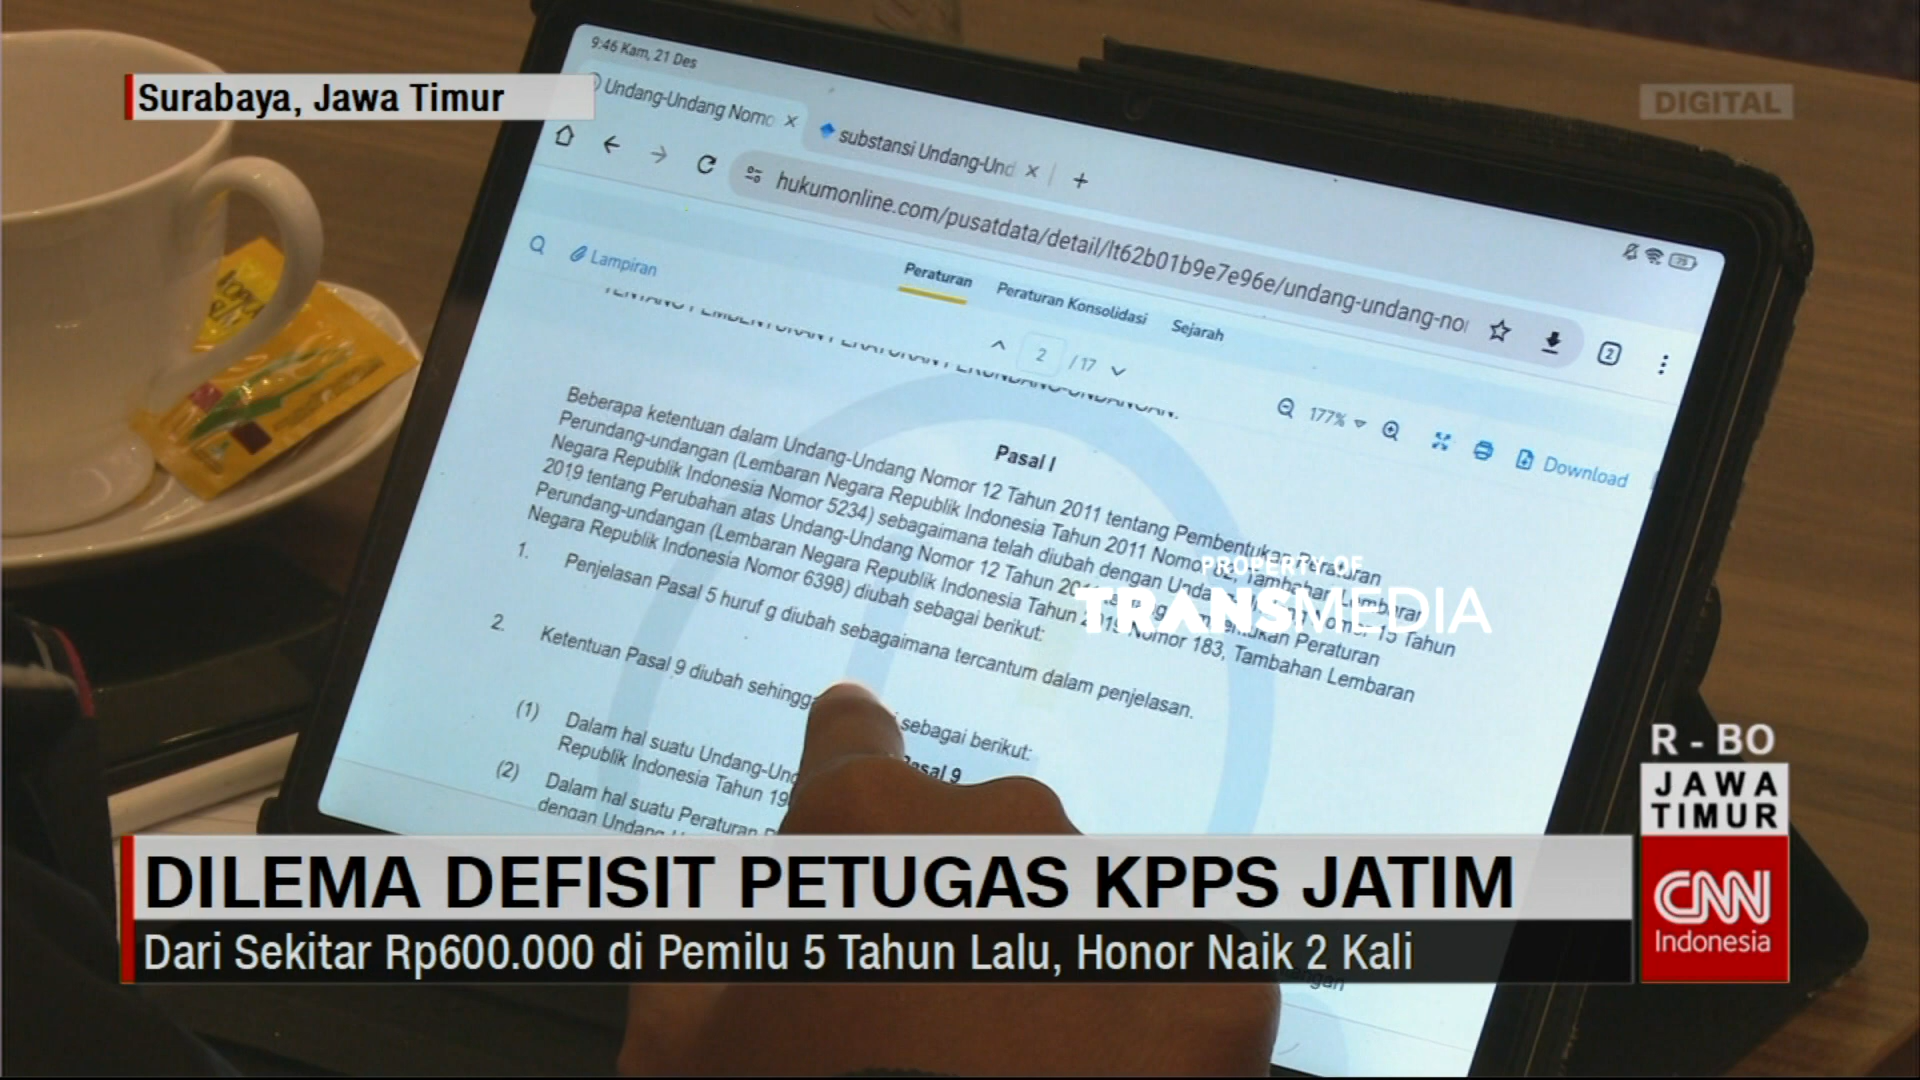 Surabaya, Jawa Timur
DIGITAL
9:46 Kam, 21 Des
Undang-Undang Nomo
substansi Undang-Und
hukumonline.com/pusatdata/detail/lt62b01b9e7e96e/undang-undang-no
75
2
Lampiran
Peraturan
Peraturan Konsolidasi
Sejarah
2 / 17
177%
Download
TENTANG PEMBENTUKAN PERATURAN PERUNDANG-UNDANGAN.
Pasal I
Beberapa ketentuan dalam Undang-Undang Nomor 12 Tahun 2011 tentang Pembentukan Peraturan
Perundang-undangan (Lembaran Negara Republik Indonesia Tahun 2011 Nomor 82, Tambahan Lembaran
Negara Republik Indonesia Nomor 5234) sebagaimana telah diubah dengan Undang-Undang Nomor 15 Tahun
2019 tentang Perubahan atas Undang-Undang Nomor 12 Tahun 2011 tentang Pembentukan Peraturan
Perundang-undangan (Lembaran Negara Republik Indonesia Tahun 2019 Nomor 183, Tambahan Lembaran
Negara Republik Indonesia Nomor 6398) diubah sebagai berikut:
1. Penjelasan Pasal 5 huruf g diubah sebagaimana tercantum dalam penjelasan.
2. Ketentuan Pasal 9 diubah sehingga sebagai berikut:
Pasal 9
(1) Dalam hal suatu Undang-Und
Republik Indonesia Tahun 19
(2) Dalam hal suatu Peraturan P
dengan Undang-U
PROPERTY OF
TRANSMEDIA
R - BO
JAWA
TIMUR
CNN
Indonesia
DILEMA DEFISIT PETUGAS KPPS JATIM
Dari Sekitar Rp600.000 di Pemilu 5 Tahun Lalu, Honor Naik 2 Kali